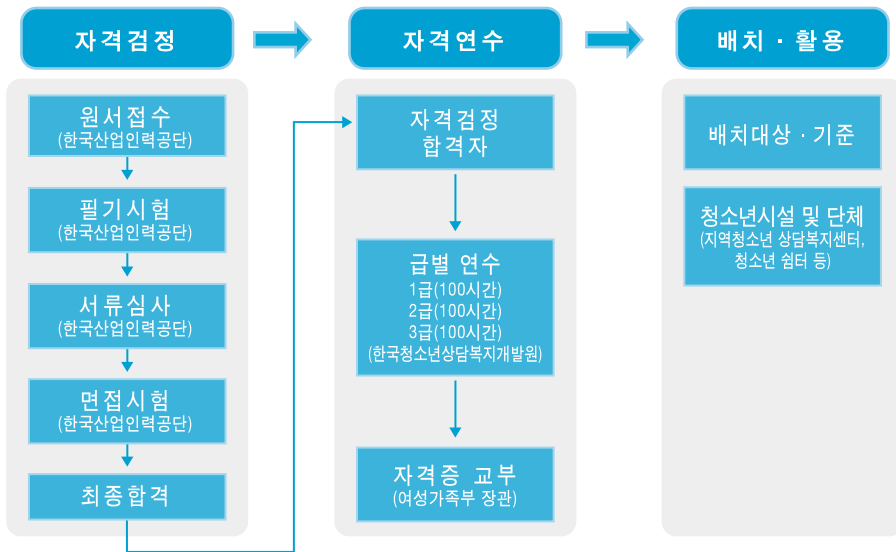 자격검정
원서접수
(한국산업인력공단)
필기시험
(한국산업인력공단)
서류심사
(한국산업인력공단)
면접시험
(한국산업인력공단)
최종합격
자격연수
자격검정
합격자
급별 연수
1급(100시간)
2급(100시간)
3급(100시간)
(한국청소년상담복지개발원)
자격증 교부
(여성가족부 장관)
배치 · 활용
배치대상 · 기준
청소년시설 및 단체
(지역청소년 상담복지센터,
청소년 쉼터 등)